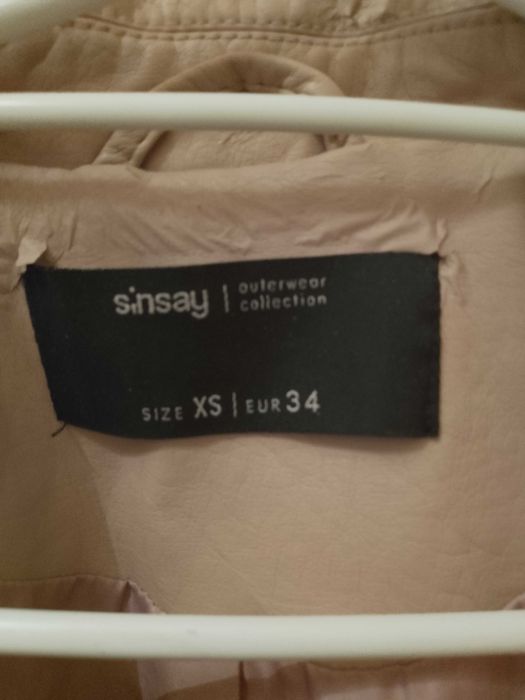 sinsay | outerwear
collection
SIZE XS | EUR 34